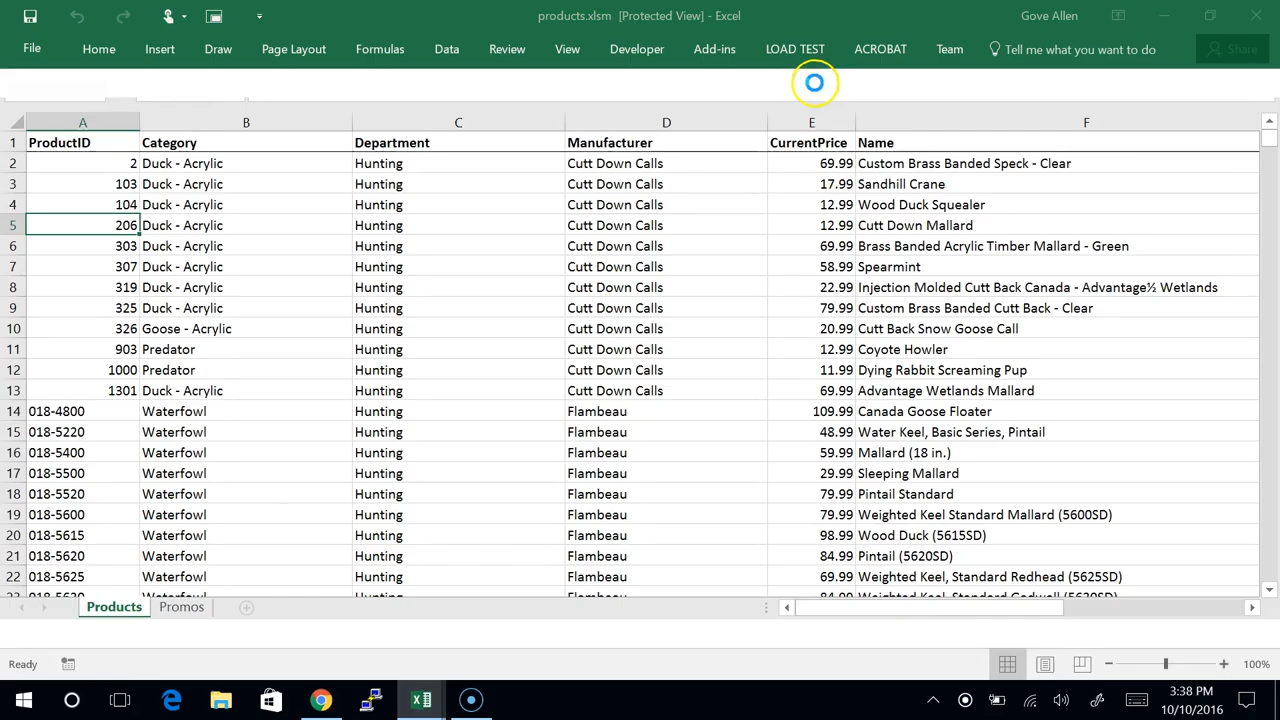 products.xlsm [Protected View] - Excel
Gove Allen
File Home Insert Draw Page Layout Formulas Data Review View Developer Add-ins LOAD TEST ACROBAT Team Tell me what you want to do Share
A B C D E F
1 ProductID Category Department Manufacturer CurrentPrice Name
2 2 Duck - Acrylic Hunting Cutt Down Calls 69.99 Custom Brass Banded Speck - Clear
3 103 Duck - Acrylic Hunting Cutt Down Calls 17.99 Sandhill Crane
4 104 Duck - Acrylic Hunting Cutt Down Calls 12.99 Wood Duck Squealer
5 206 Duck - Acrylic Hunting Cutt Down Calls 12.99 Cutt Down Mallard
6 303 Duck - Acrylic Hunting Cutt Down Calls 69.99 Brass Banded Acrylic Timber Mallard - Green
7 307 Duck - Acrylic Hunting Cutt Down Calls 58.99 Spearmint
8 319 Duck - Acrylic Hunting Cutt Down Calls 22.99 Injection Molded Cutt Back Canada - Advantage½ Wetlands
9 325 Duck - Acrylic Hunting Cutt Down Calls 79.99 Custom Brass Banded Cutt Back - Clear
10 326 Goose - Acrylic Hunting Cutt Down Calls 20.99 Cutt Back Snow Goose Call
11 903 Predator Hunting Cutt Down Calls 12.99 Coyote Howler
12 1000 Predator Hunting Cutt Down Calls 11.99 Dying Rabbit Screaming Pup
13 1301 Duck - Acrylic Hunting Cutt Down Calls 69.99 Advantage Wetlands Mallard
14 018-4800 Waterfowl Hunting Flambeau 109.99 Canada Goose Floater
15 018-5220 Waterfowl Hunting Flambeau 48.99 Water Keel, Basic Series, Pintail
16 018-5400 Waterfowl Hunting Flambeau 59.99 Mallard (18 in.)
17 018-5500 Waterfowl Hunting Flambeau 29.99 Sleeping Mallard
18 018-5520 Waterfowl Hunting Flambeau 79.99 Pintail Standard
19 018-5600 Waterfowl Hunting Flambeau 79.99 Weighted Keel Standard Mallard (5600SD)
20 018-5615 Waterfowl Hunting Flambeau 98.99 Wood Duck (5615SD)
21 018-5620 Waterfowl Hunting Flambeau 84.99 Pintail (5620SD)
22 018-5625 Waterfowl Hunting Flambeau 69.99 Weighted Keel, Standard Redhead (5625SD)
Products Promos
Ready 100%
3:38 PM
10/10/2016